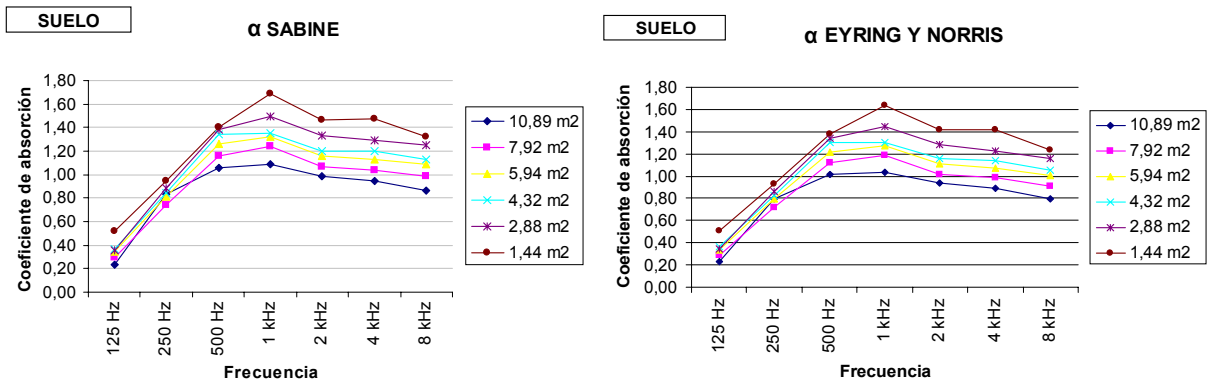 SUELO
α SABINE
Coeficiente de absorción
1,80
1,60
1,40
1,20
1,00
0,80
0,60
0,40
0,20
0,00
125 Hz
250 Hz
500 Hz
1 kHz
2 kHz
4 kHz
8 kHz
Frecuencia
10,89 m2
7,92 m2
5,94 m2
4,32 m2
2,88 m2
1,44 m2
SUELO
α EYRING Y NORRIS
Coeficiente de absorción
1,80
1,60
1,40
1,20
1,00
0,80
0,60
0,40
0,20
0,00
125 Hz
250 Hz
500 Hz
1 kHz
2 kHz
4 kHz
8 kHz
Frecuencia
10,89 m2
7,92 m2
5,94 m2
4,32 m2
2,88 m2
1,44 m2